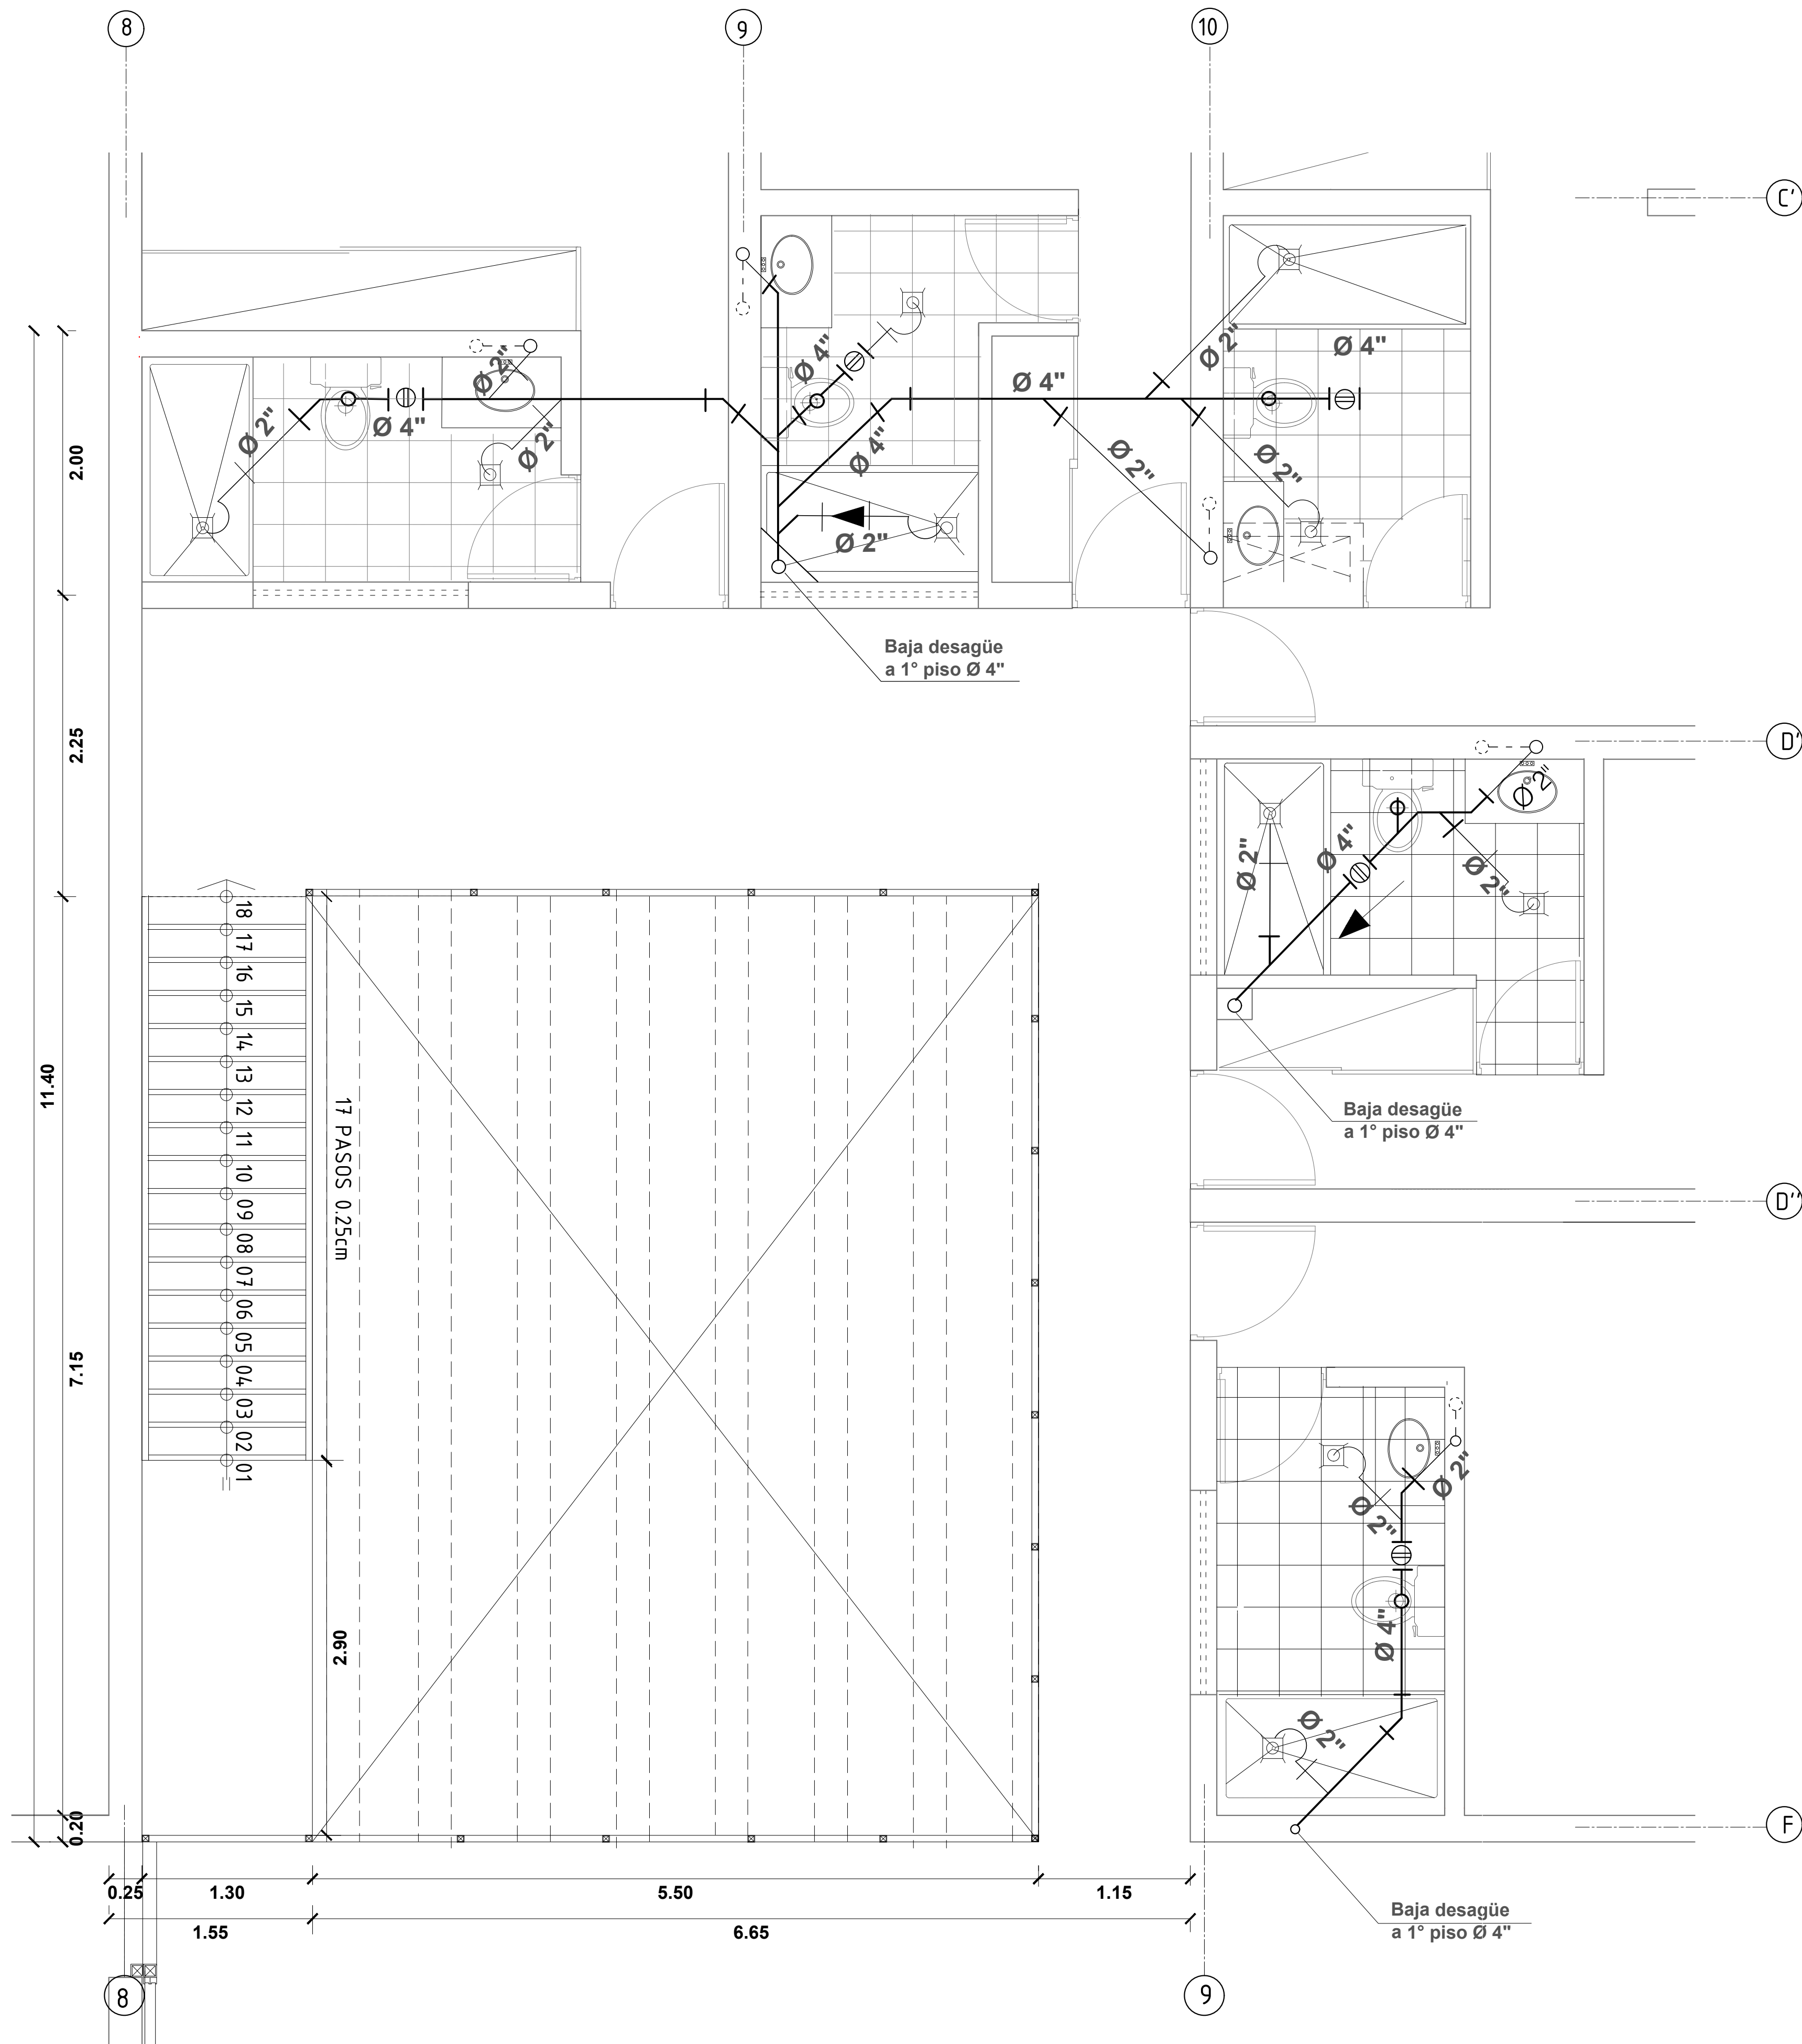 8
9
10
C'
Ø 2"
Ø 4"
Ø 2"
Ø 2"
Ø 4"
Ø 4"
Ø 2"
Ø 4"
Ø 2"
Ø 4"
Ø 2"
Ø 2"
2.00
Baja desagüe
a 1° piso Ø 4"
2.25
D'
Ø 2"
Ø 4"
Ø 2"
Ø 2"
Baja desagüe
a 1° piso Ø 4"
D''
18
17
16
15
14
13
12
11
10
09
08
07
06
05
04
03
02
01
17 PASOS 0.25cm
11.40
7.15
2.90
0.20
Ø 2"
Ø 2"
Ø 4"
Ø 2"
F
Baja desagüe
a 1° piso Ø 4"
0.25
1.30
5.50
1.15
1.55
6.65
8
9